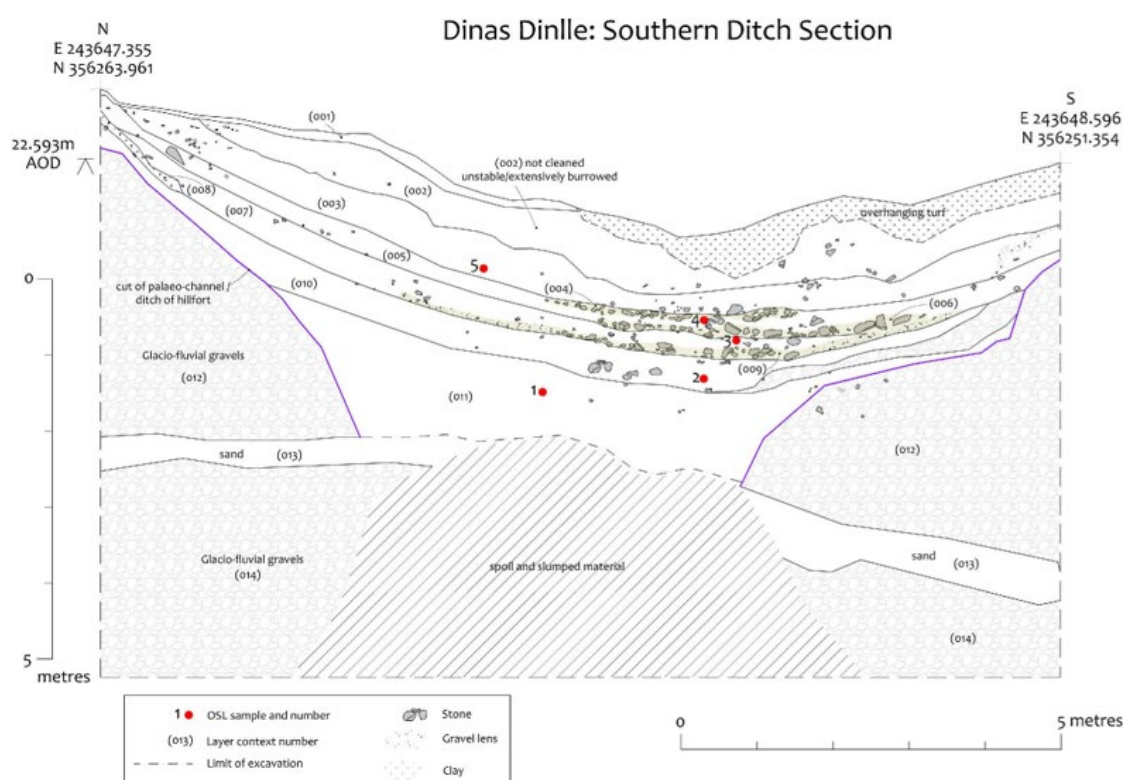 Dinas Dinlle: Southern Ditch Section
N
E 243647.355
N 356263.961
S
E 243648.596
N 356251.354
22.593m
AOD
(001)
(002) not cleaned
unstable/extensively burrowed
(002)
overhanging turf
(008)
(003)
(007)
(005)
5
0
cut of palaeo-channel /
ditch of hillfort
(010)
(004)
(006)
4
3
(009)
2
1
(011)
Glacio-fluvial gravels
(012)
(012)
sand (013)
sand (013)
Glacio-fluvial gravels
(014)
spoil and slumped material
(014)
5
metres
1 OSL sample and number
(013) Layer context number
Limit of excavation
Stone
Gravel lens
Clay
0 5 metres